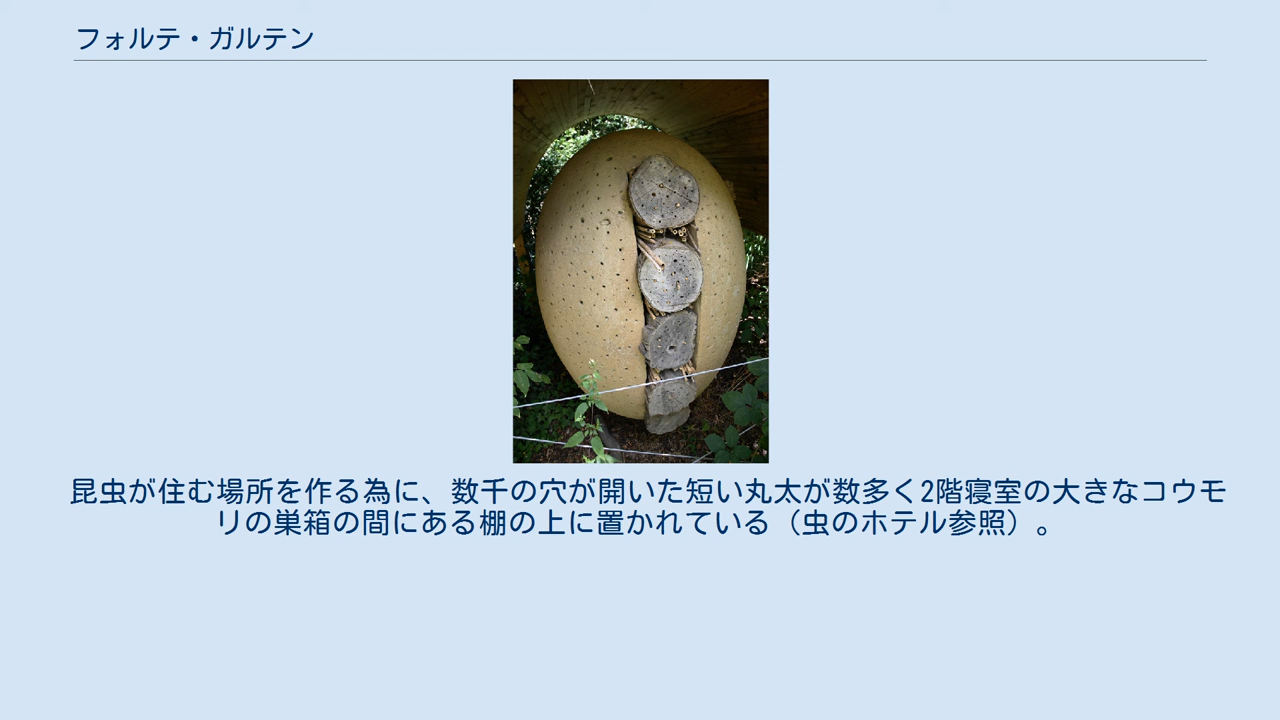 フォルテ・ガルテン
昆虫が住む場所を作る為に、数千の穴が開いた短い丸太が数多く2階寝室の大きなコウモ
リの巣箱の間にある棚の上に置かれている（虫のホテル参照）。